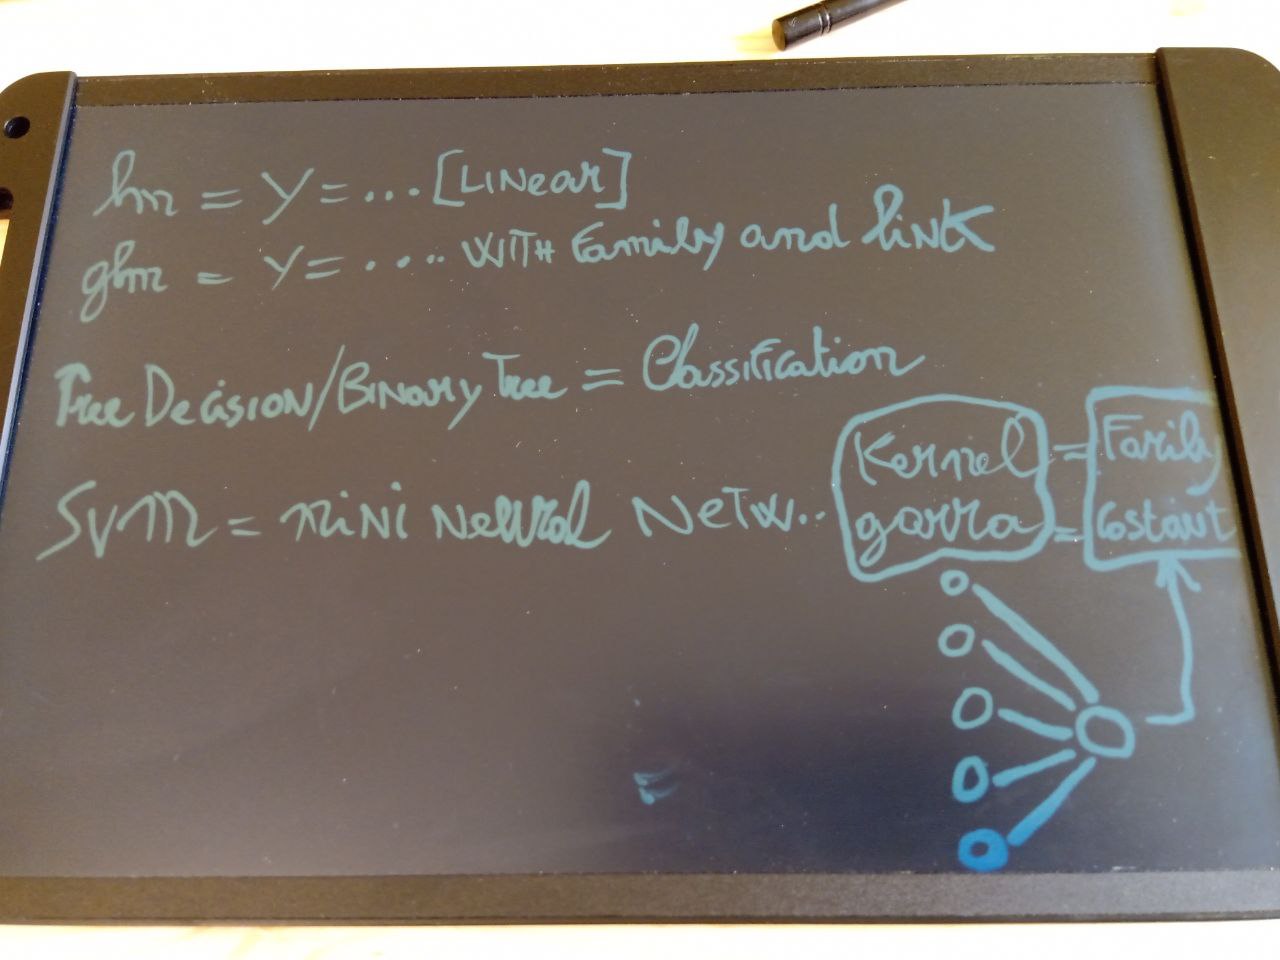 lm = Y = ... [LINear]
glm = Y = .... WITH family and link
Tree Decision/Binary Tree = Classification
SVM = mini Neural Netw..
Kernel = Family
gamma = Costant